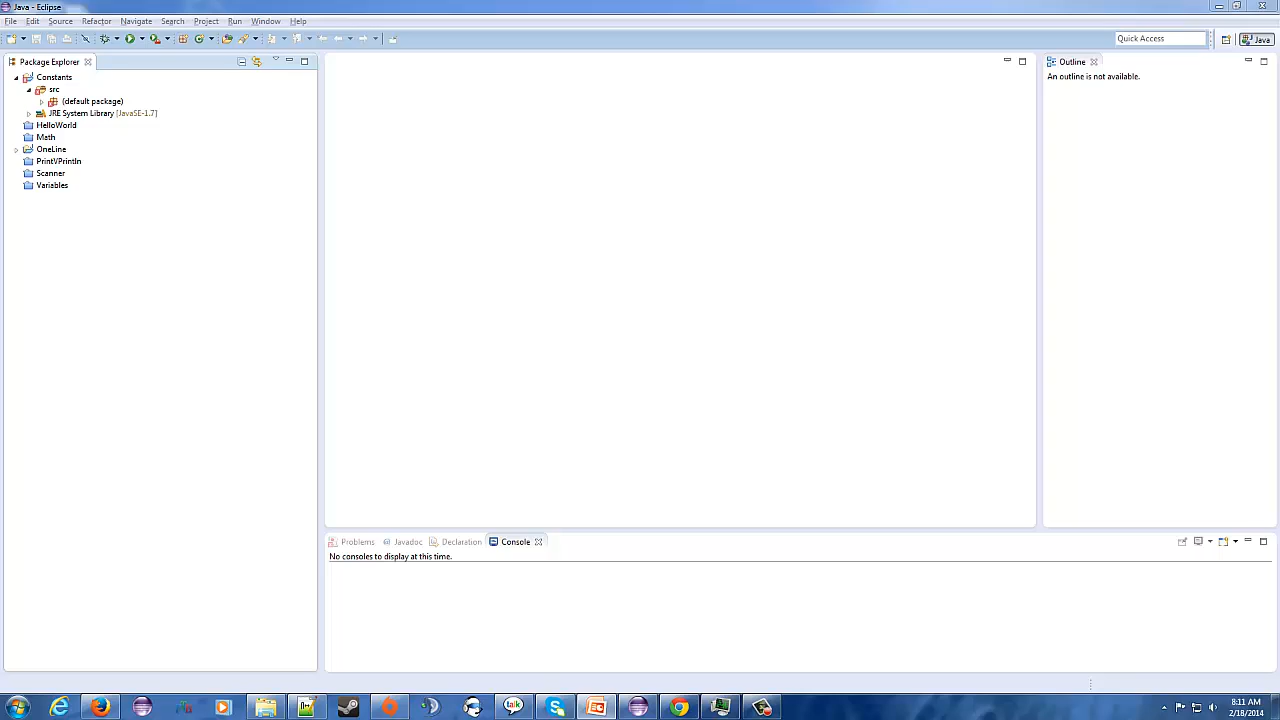 Java - Eclipse
File Edit Source Refactor Navigate Search Project Run Window Help
Quick Access
Java
Package Explorer
Constants
src
(default package)
JRE System Library [JavaSE-1.7]
HelloWorld
Math
OneLine
PrintVPrintln
Scanner
Variables
Outline
An outline is not available.
Problems Javadoc Declaration Console
No consoles to display at this time.
talk
8:11 AM
2/18/2014